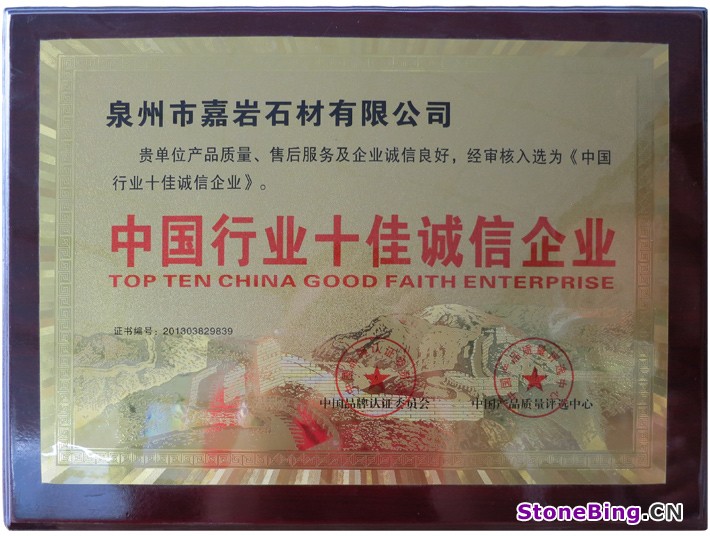 泉州市嘉岩石材有限公司
贵单位产品质量、售后服务及企业诚信良好，经审核入选为《中国
行业十佳诚信企业》。
中国行业十佳诚信企业
TOP TEN CHINA GOOD FAITH ENTERPRISE
证书编号：201303829839
中国品牌认证委员会
中国产品质量评选中心
StoneBing.CN